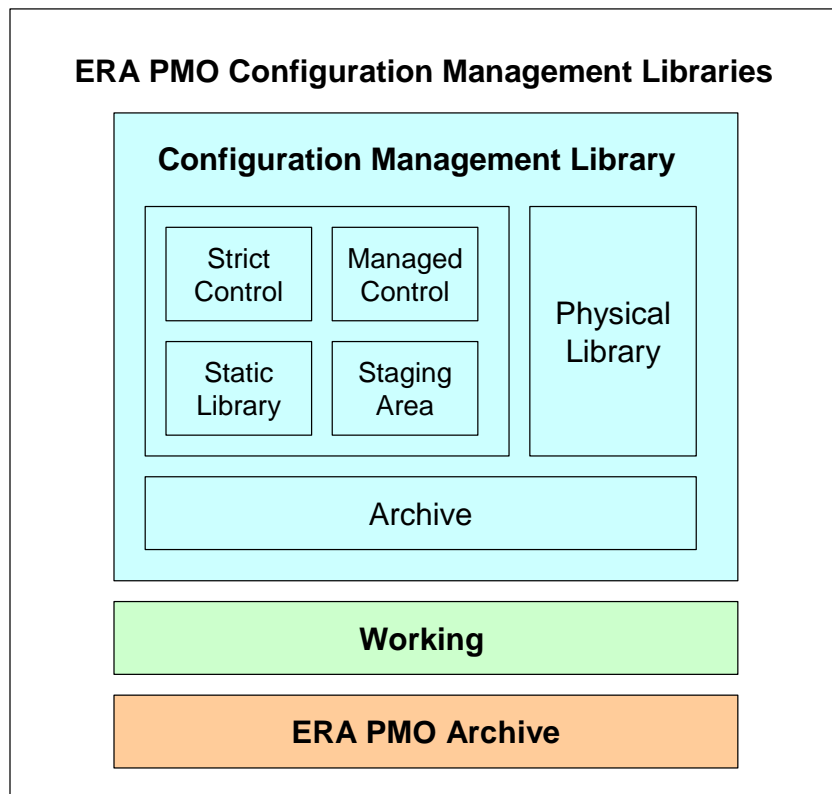 ERA PMO Configuration Management Libraries
Configuration Management Library
Strict
Control
Managed
Control
Physical
Library
Static
Library
Staging
Area
Archive
Working
ERA PMO Archive